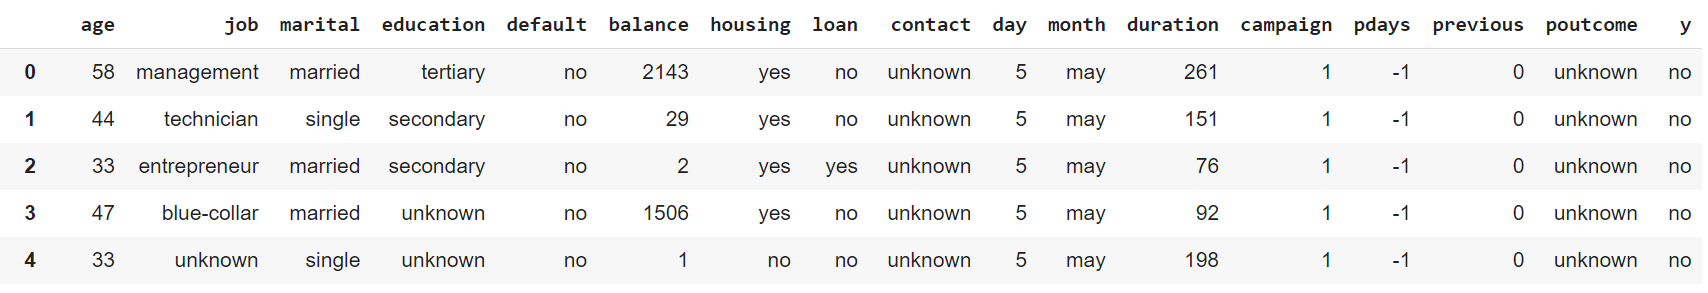 age job marital education default balance housing loan contact day month duration campaign pdays previous poutcome y
0 58 management married tertiary no 2143 yes no unknown 5 may 261 1 -1 0 unknown no
1 44 technician single secondary no 29 yes no unknown 5 may 151 1 -1 0 unknown no
2 33 entrepreneur married secondary no 2 yes yes unknown 5 may 76 1 -1 0 unknown no
3 47 blue-collar married unknown no 1506 yes no unknown 5 may 92 1 -1 0 unknown no
4 33 unknown single unknown no 1 no no unknown 5 may 198 1 -1 0 unknown no